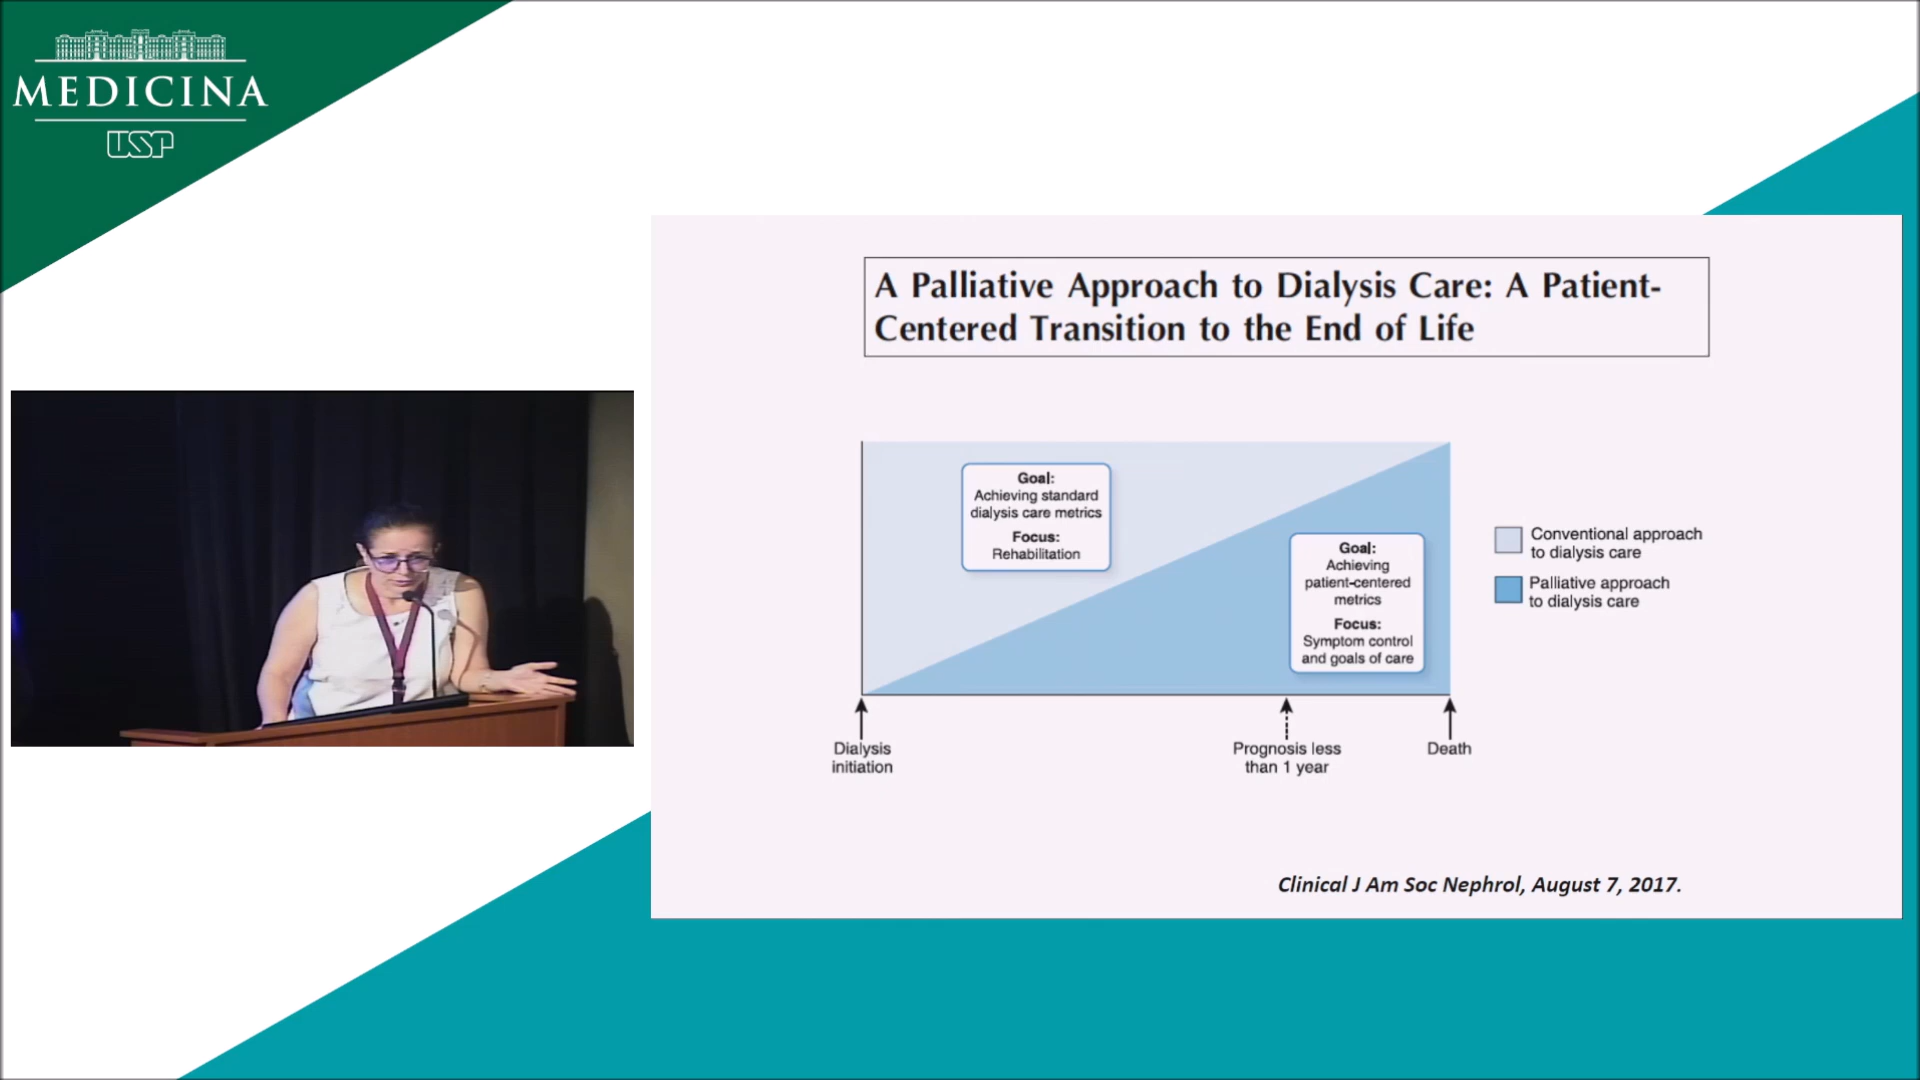 MEDICINA
USP
A Palliative Approach to Dialysis Care: A Patient-
Centered Transition to the End of Life
Goal:
Achieving standard
dialysis care metrics
Focus:
Rehabilitation
Goal:
Achieving
patient-centered
metrics
Focus:
Symptom control
and goals of care
Conventional approach
to dialysis care
Palliative approach
to dialysis care
Dialysis
initiation
Prognosis less
than 1 year
Death
Clinical J Am Soc Nephrol, August 7, 2017.